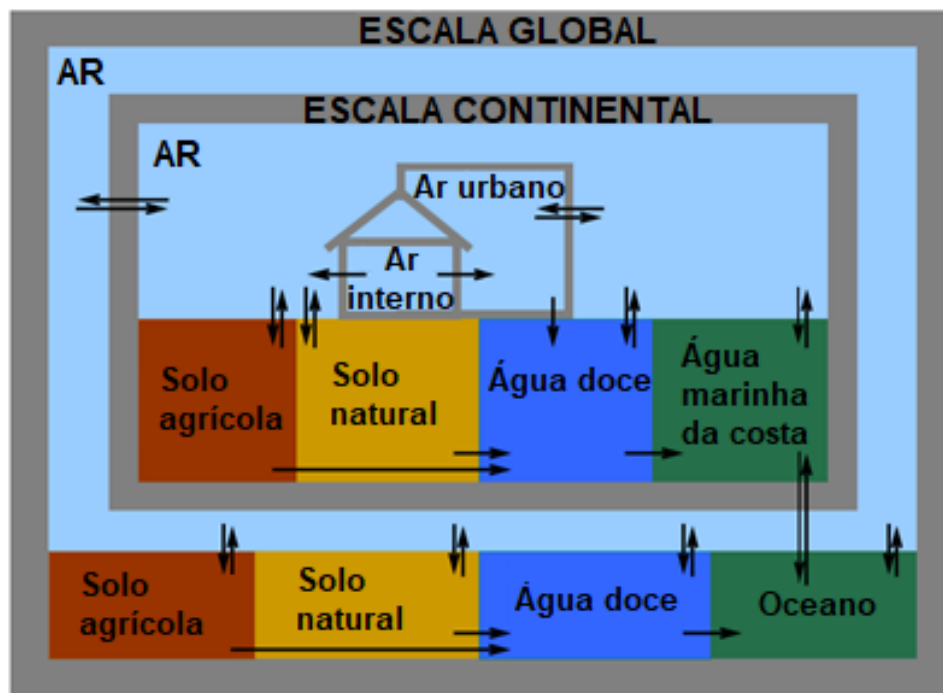 ESCALA GLOBAL
AR
ESCALA CONTINENTAL
AR
Ar urbano
Ar
interno
Solo
agrícola
Solo
natural
Água doce
Água
marinha
da costa
Solo
agrícola
Solo
natural
Água doce
Oceano